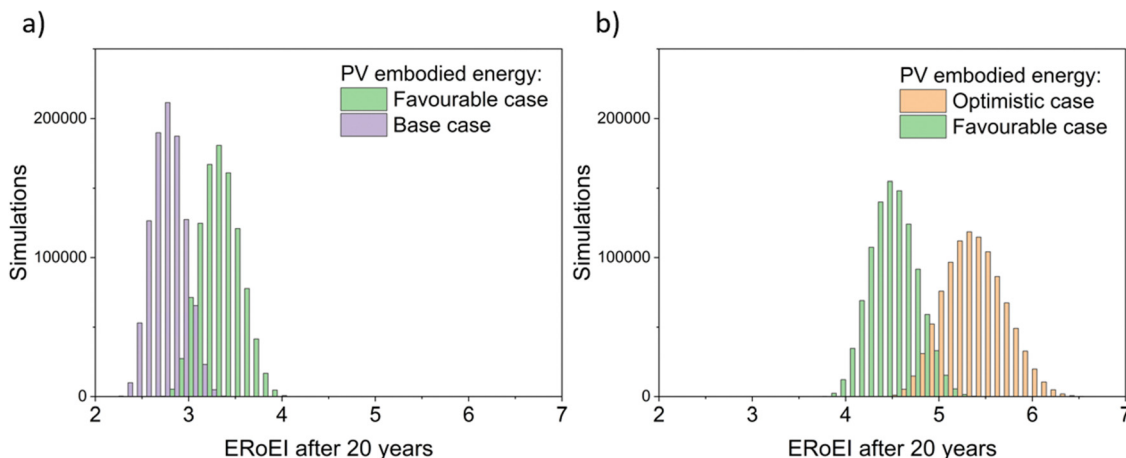 a)
PV embodied energy:
Favourable case
Base case
200000
100000
0
Simulations
2 3 4 5 6 7
ERoEI after 20 years
b)
PV embodied energy:
Optimistic case
Favourable case
200000
100000
0
Simulations
2 3 4 5 6 7
ERoEI after 20 years